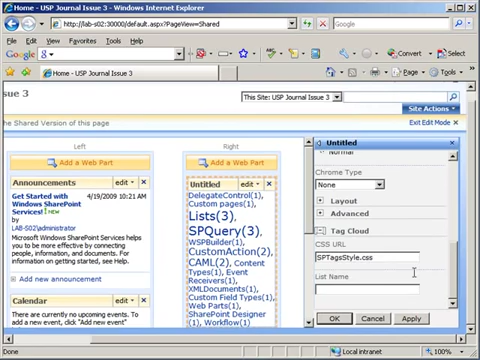 Home - USP Journal Issue 3 - Windows Internet Explorer
http://lab-s02:30000/default.aspx?PageView=Shared
Google
File Edit View Favorites Tools Help
Google
Convert Select
Home - USP Journal Issue 3
Page Tools
sue 3
This Site: USP Journal Issue 3
Site Actions
he Shared Version of this page
Exit Edit Mode
Left
Add a Web Part
Announcements edit
Get Started with
Windows SharePoint
Services! NEW
4/19/2009 10:21 AM
by
LAB-S02\administrator
Microsoft Windows SharePoint Services helps
you to be more effective by connecting
people, information, and documents. For
information on getting started, see Help.
Add new announcement
Calendar edit
There are currently no upcoming events. To
add a new event, click "Add new event"
Right
Add a Web Part
Untitled edit
DelegateControl(1),
Custom pages(1),
Lists(3),
SPQuery(3),
WSPBuilder(1),
CustomAction(2),
CAML(2), Content
Types(1), Event
Receivers(1),
XMLDocuments(1),
Custom Field Types(1),
Web Parts(1),
SharePoint Designer
(1), Workflow(1)
Untitled
Normal
Chrome Type
None
Layout
Advanced
Tag Cloud
CSS URL
SPTagsStyle.css
List Name
OK Cancel Apply
Done
Local intranet